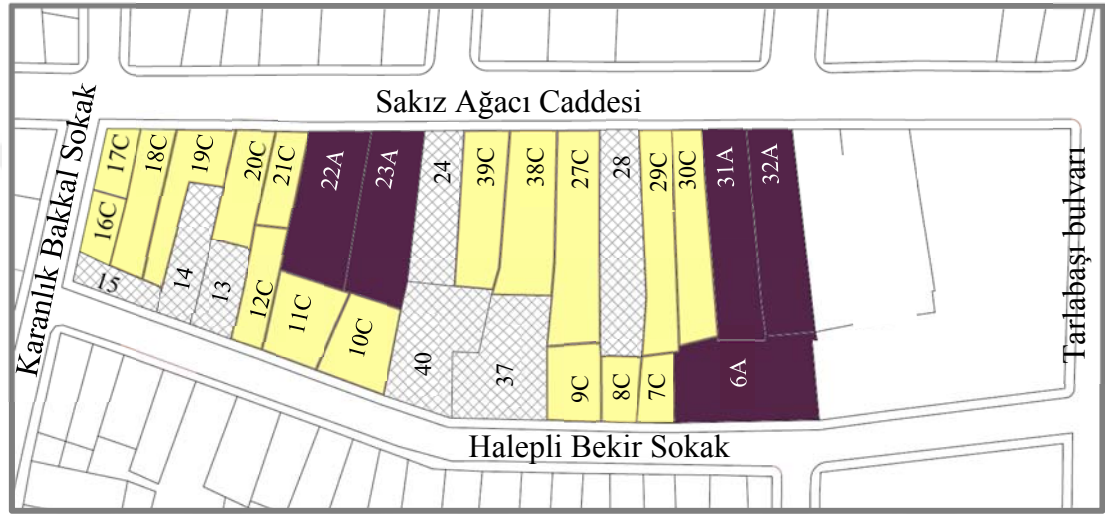 Sakız Ağacı Caddesi
Karanlık Bakkal Sokak
17C
18C
19C
20C
21C
22A
23A
24
39C
38C
27C
28
29C
30C
31A
32A
16C
15
14
13
12C
11C
10C
40
37
9C
8C
7C
6A
Tarlabaşı bulvarı
Halepli Bekir Sokak